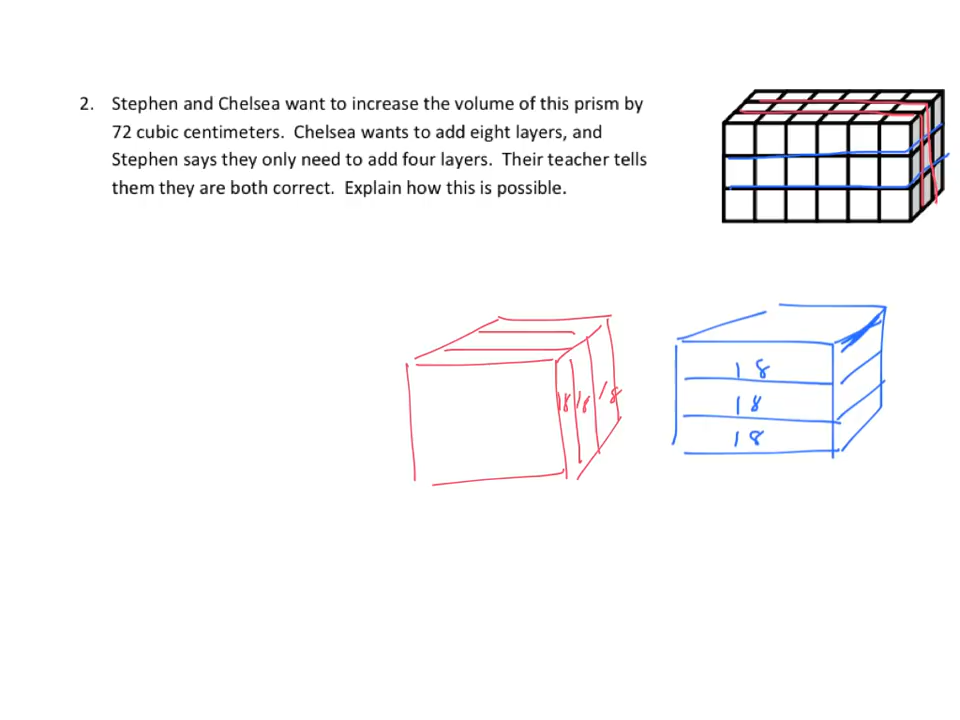 2. Stephen and Chelsea want to increase the volume of this prism by
72 cubic centimeters. Chelsea wants to add eight layers, and
Stephen says they only need to add four layers. Their teacher tells
them they are both correct. Explain how this is possible.
18 18 18
18
18
18